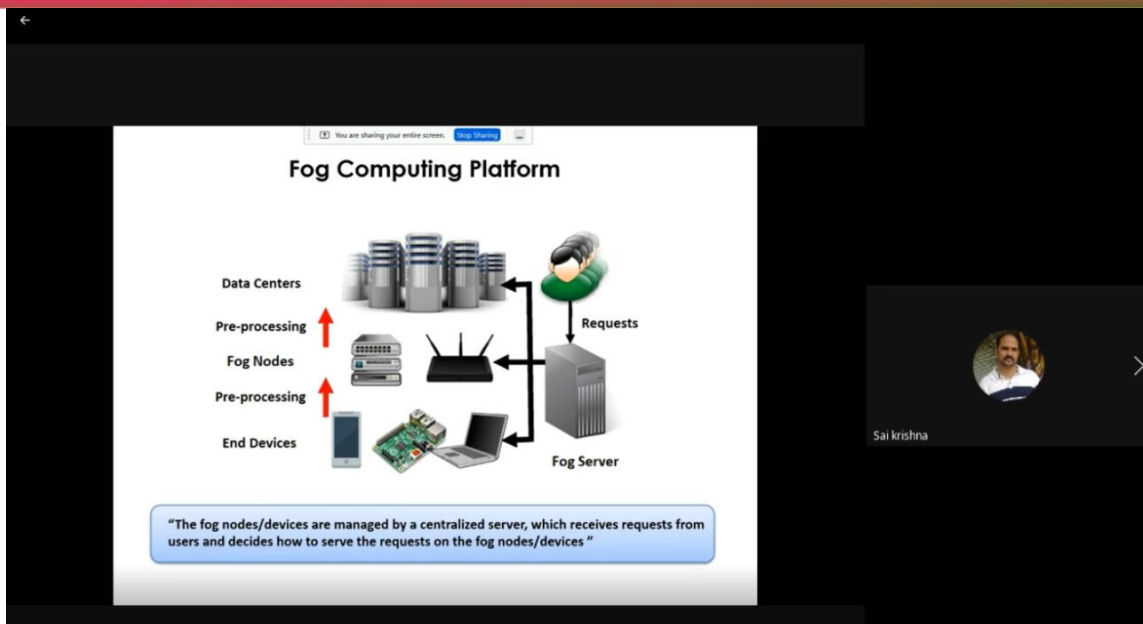 You are sharing your entire screen.
Stop Sharing
Fog Computing Platform
Data Centers
Pre-processing
Requests
Fog Nodes
Pre-processing
End Devices
Fog Server
“The fog nodes/devices are managed by a centralized server, which receives requests from
users and decides how to serve the requests on the fog nodes/devices ”
Sai krishna